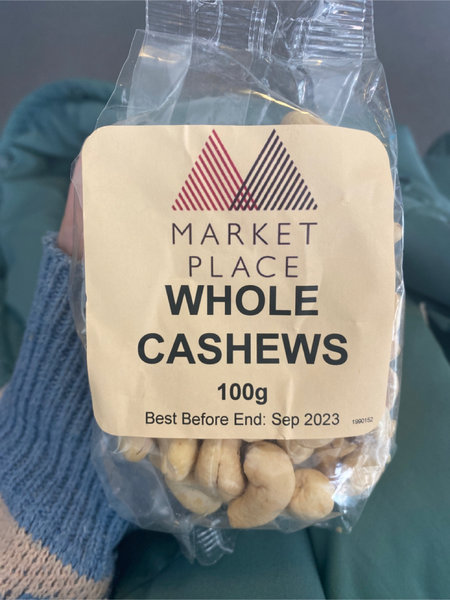 MARKET
PLACE
WHOLE
CASHEWS
100g
Best Before End: Sep 2023
1990152